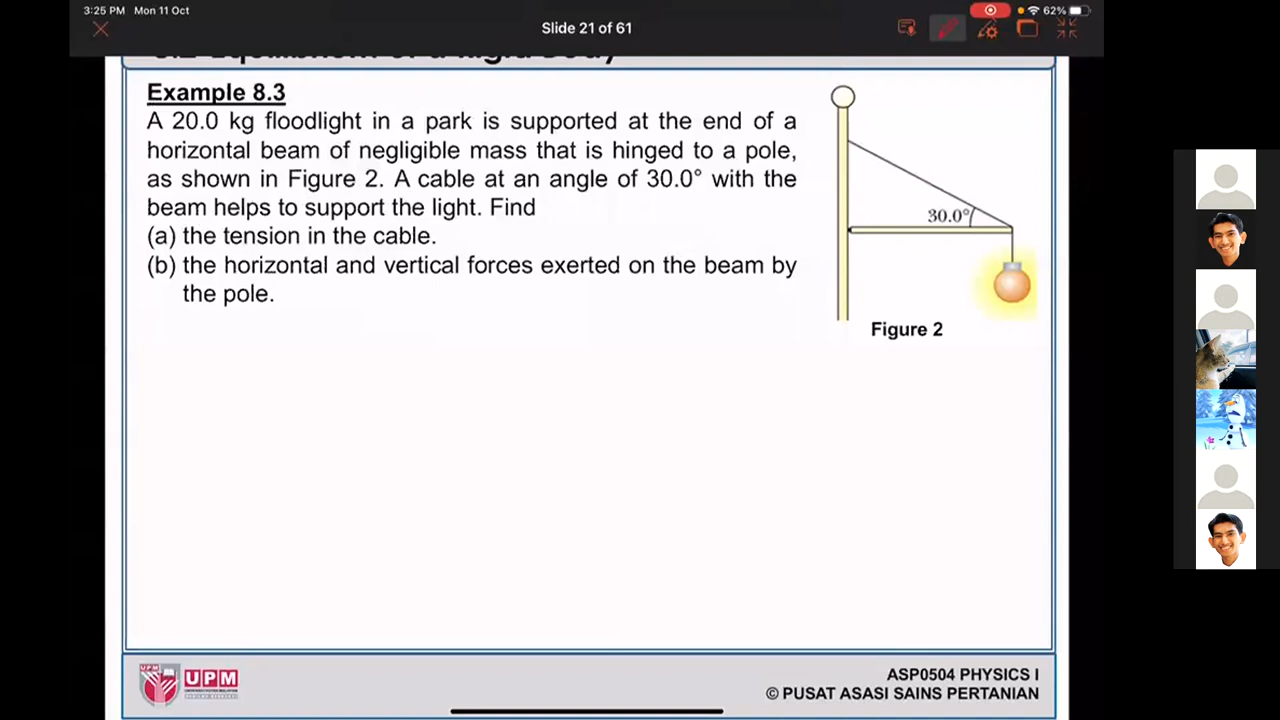 3:25 PM Mon 11 Oct
62%
Slide 21 of 61
Example 8.3
A 20.0 kg floodlight in a park is supported at the end of a
horizontal beam of negligible mass that is hinged to a pole,
as shown in Figure 2. A cable at an angle of 30.0° with the
beam helps to support the light. Find
(a) the tension in the cable.
(b) the horizontal and vertical forces exerted on the beam by
the pole.
30.0°
Figure 2
UPM
UPM
ASP0504 PHYSICS I
© PUSAT ASASI SAINS PERTANIAN